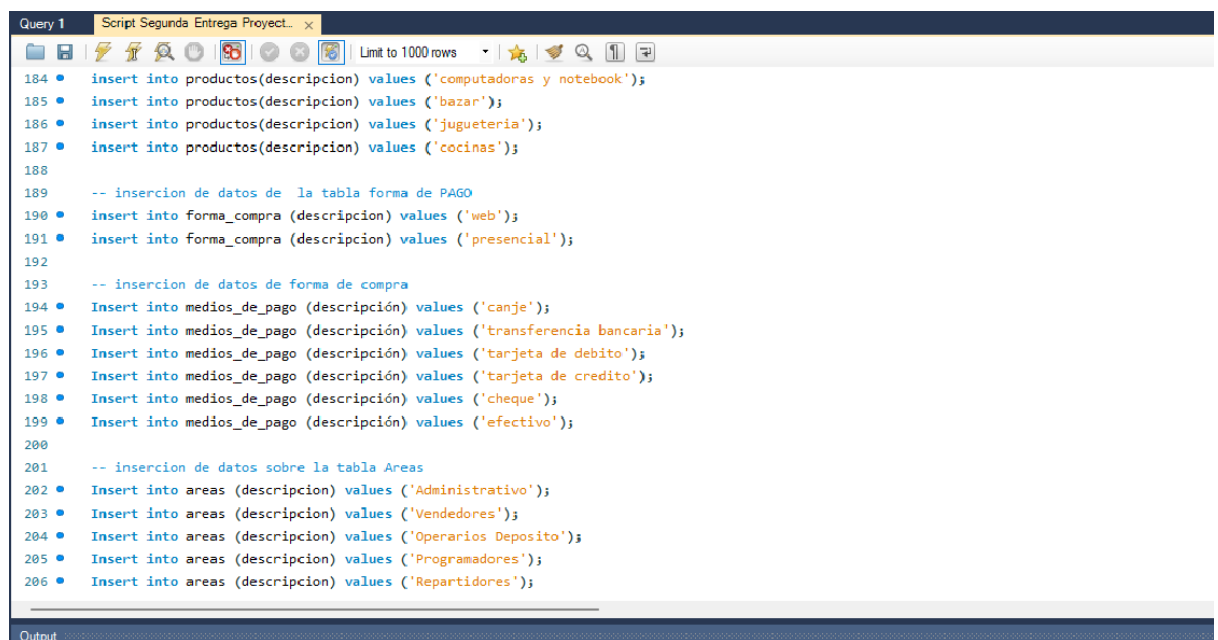 Query 1 Script Segunda Entrega Proyect...
Limit to 1000 rows
184 insert into productos(descripcion) values ('computadoras y notebook');
185 insert into productos(descripcion) values ('bazar');
186 insert into productos(descripcion) values ('jugueteria');
187 insert into productos(descripcion) values ('cocinas');
188
189 -- insercion de datos de  la tabla forma de PAGO
190 insert into forma_compra (descripcion) values ('web');
191 insert into forma_compra (descripcion) values ('presencial');
192
193 -- insercion de datos de forma de compra
194 Insert into medios_de_pago (descripción) values ('canje');
195 Insert into medios_de_pago (descripción) values ('transferencia bancaria');
196 Insert into medios_de_pago (descripción) values ('tarjeta de debito');
197 Insert into medios_de_pago (descripción) values ('tarjeta de credito');
198 Insert into medios_de_pago (descripción) values ('cheque');
199 Insert into medios_de_pago (descripción) values ('efectivo');
200
201 -- insercion de datos sobre la tabla Areas
202 Insert into areas (descripcion) values ('Administrativo');
203 Insert into areas (descripcion) values ('Vendedores');
204 Insert into areas (descripcion) values ('Operarios Deposito');
205 Insert into areas (descripcion) values ('Programadores');
206 Insert into areas (descripcion) values ('Repartidores');
Output